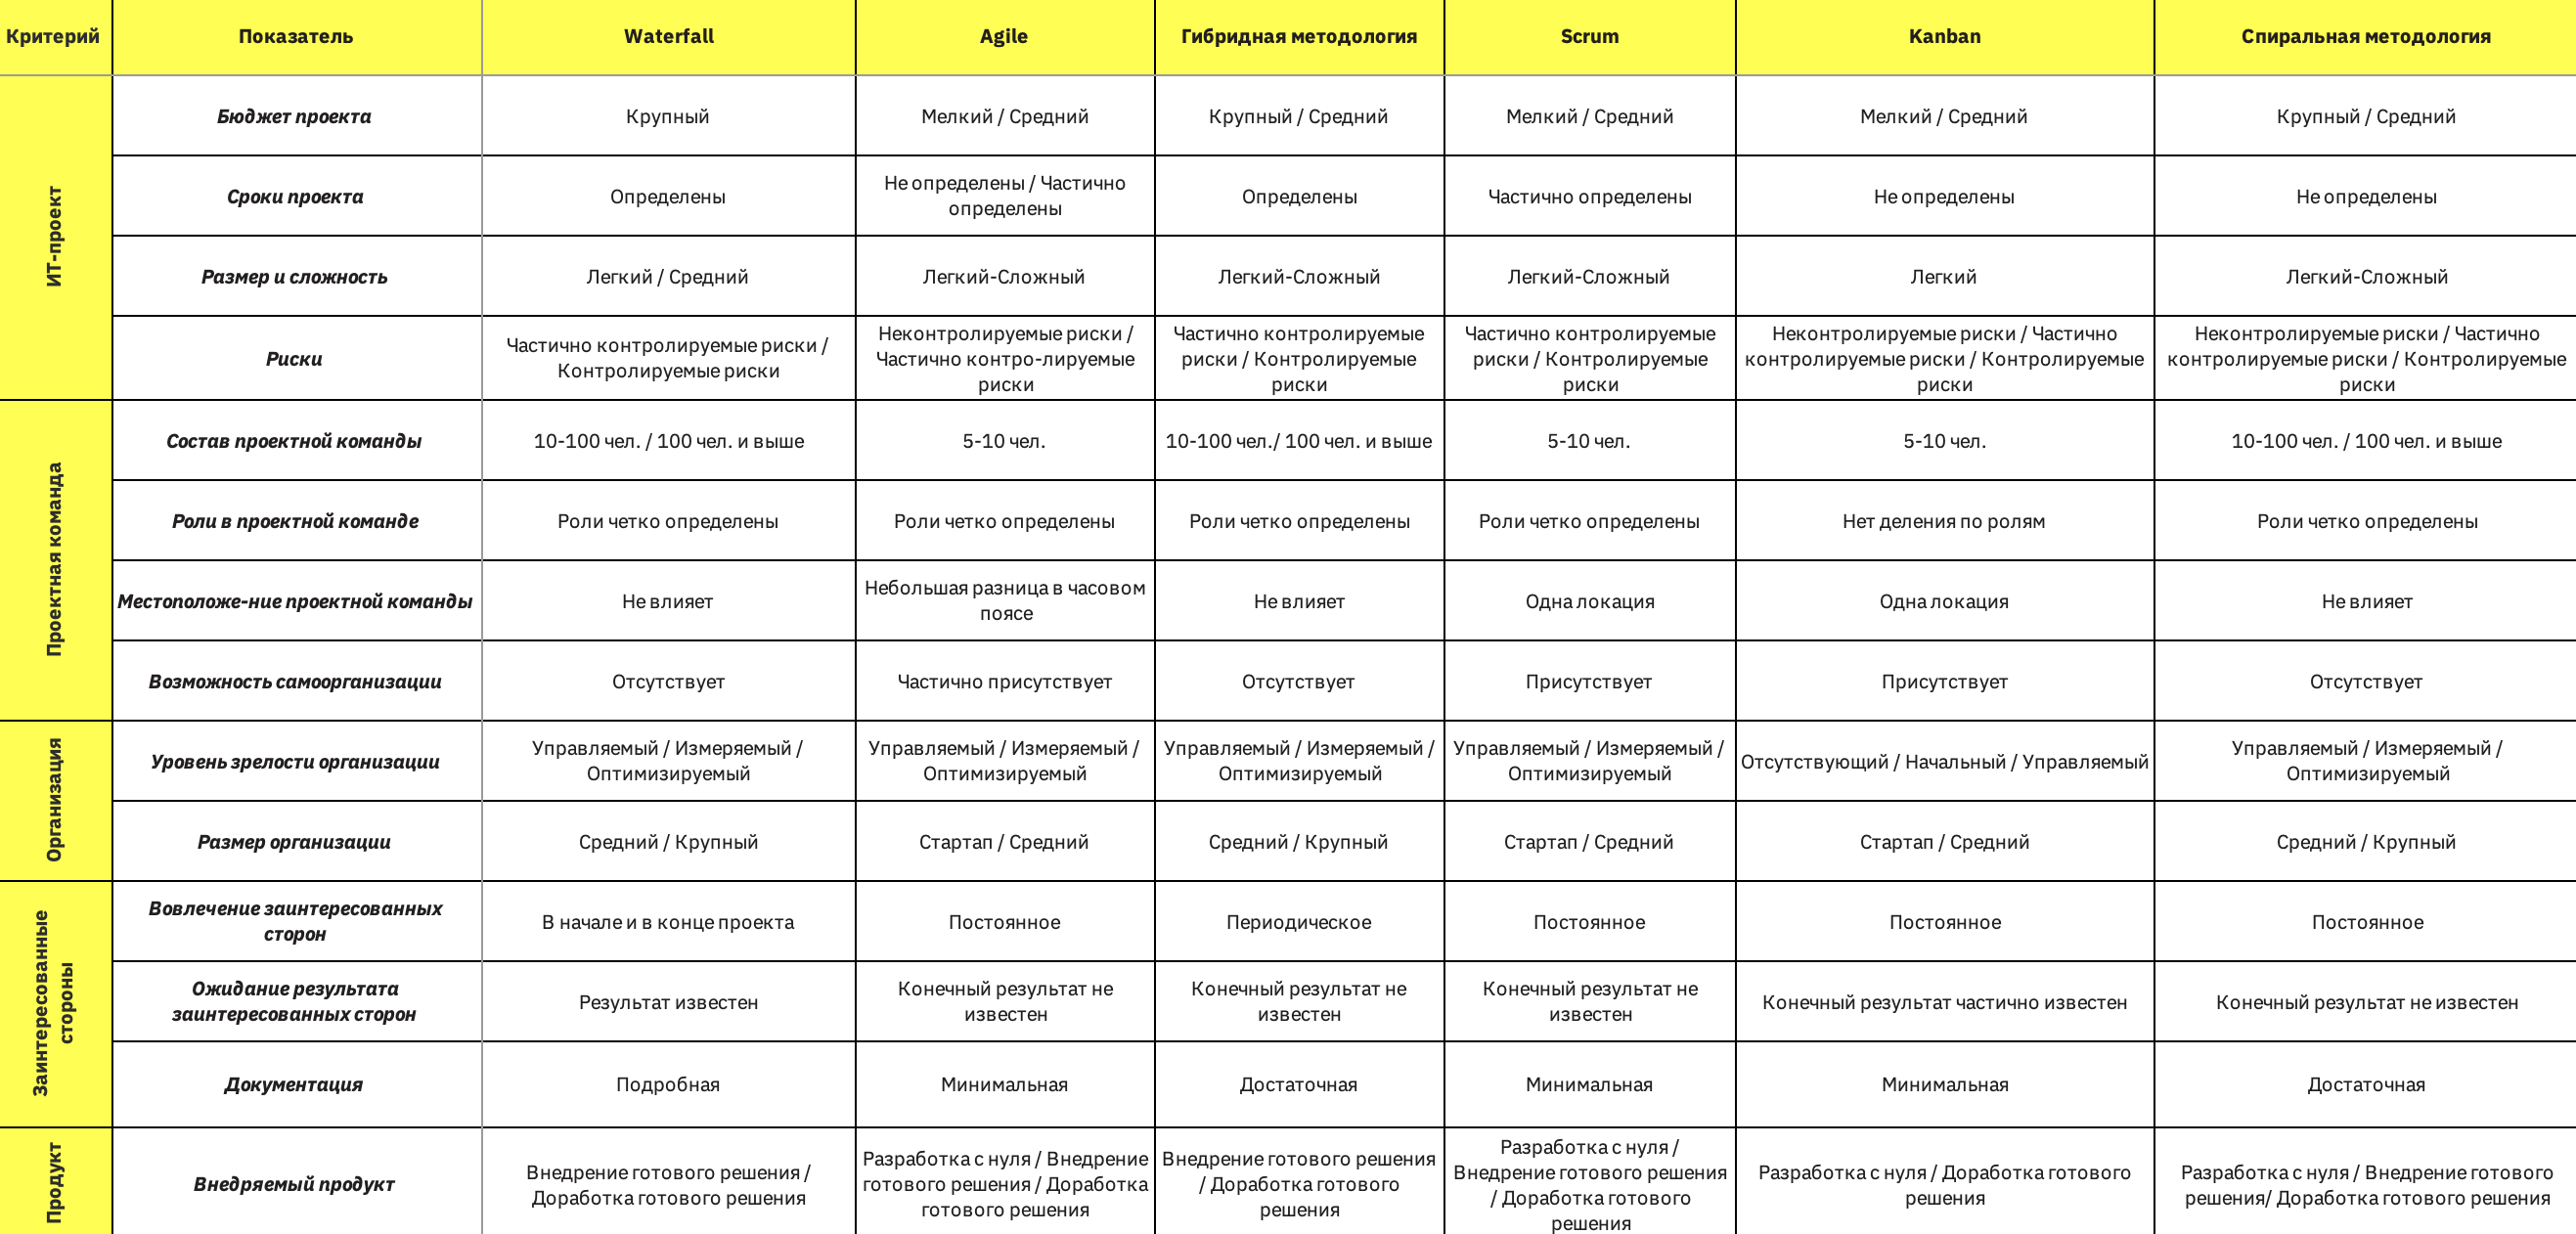 Критерий Показатель Waterfall Agile Гибридная методология Scrum Kanban Спиральная методология
ИТ-проект
Бюджет проекта Крупный Мелкий / Средний Крупный / Средний Мелкий / Средний Мелкий / Средний Крупный / Средний
Сроки проекта Определены Не определены / Частично
определены Определены Частично определены Не определены Не определены
Размер и сложность Легкий / Средний Легкий-Сложный Легкий-Сложный Легкий-Сложный Легкий Легкий-Сложный
Риски
Частично контролируемые риски /
Контролируемые риски
Неконтролируемые риски /
Частично контро-лируемые
риски
Частично контролируемые
риски / Контролируемые
риски
Частично контролируемые
риски / Контролируемые
риски
Неконтролируемые риски / Частично
контролируемые риски / Контролируемые
риски
Неконтролируемые риски / Частично
контролируемые риски / Контролируемые
риски
Проектная команда
Состав проектной команды 10-100 чел. / 100 чел. и выше 5-10 чел. 10-100 чел./ 100 чел. и выше 5-10 чел. 5-10 чел. 10-100 чел. / 100 чел. и выше
Роли в проектной команде Роли четко определены Роли четко определены Роли четко определены Роли четко определены Нет деления по ролям Роли четко определены
Местоположе-ние проектной команды Не влияет Небольшая разница в часовом
поясе Не влияет Одна локация Одна локация Не влияет
Возможность самоорганизации Отсутствует Частично присутствует Отсутствует Присутствует Присутствует Отсутствует
Организация
Уровень зрелости организации
Управляемый / Измеряемый /
Оптимизируемый
Управляемый / Измеряемый /
Оптимизируемый
Управляемый / Измеряемый /
Оптимизируемый
Управляемый / Измеряемый /
Оптимизируемый
Отсутствующий / Начальный / Управляемый
Управляемый / Измеряемый /
Оптимизируемый
Размер организации Средний / Крупный Стартап / Средний Средний / Крупный Стартап / Средний Стартап / Средний Средний / Крупный
Заинтересованные
стороны
Вовлечение заинтересованных
сторон
В начале и в конце проекта Постоянное Периодическое Постоянное Постоянное Постоянное
Ожидание результата
заинтересованных сторон
Результат известен
Конечный результат не
известен
Конечный результат не
известен
Конечный результат не
известен
Конечный результат частично известен
Конечный результат не известен
Документация Подробная Минимальная Достаточная Минимальная Минимальная Достаточная
Продукт
Внедряемый продукт
Внедрение готового решения /
Доработка готового решения
Разработка с нуля / Внедрение
готового решения / Доработка
готового решения
Внедрение готового решения
/ Доработка готового
решения
Разработка с нуля /
Внедрение готового решения
/ Доработка готового
решения
Разработка с нуля / Доработка готового
решения
Разработка с нуля / Внедрение готового
решения/ Доработка готового решения